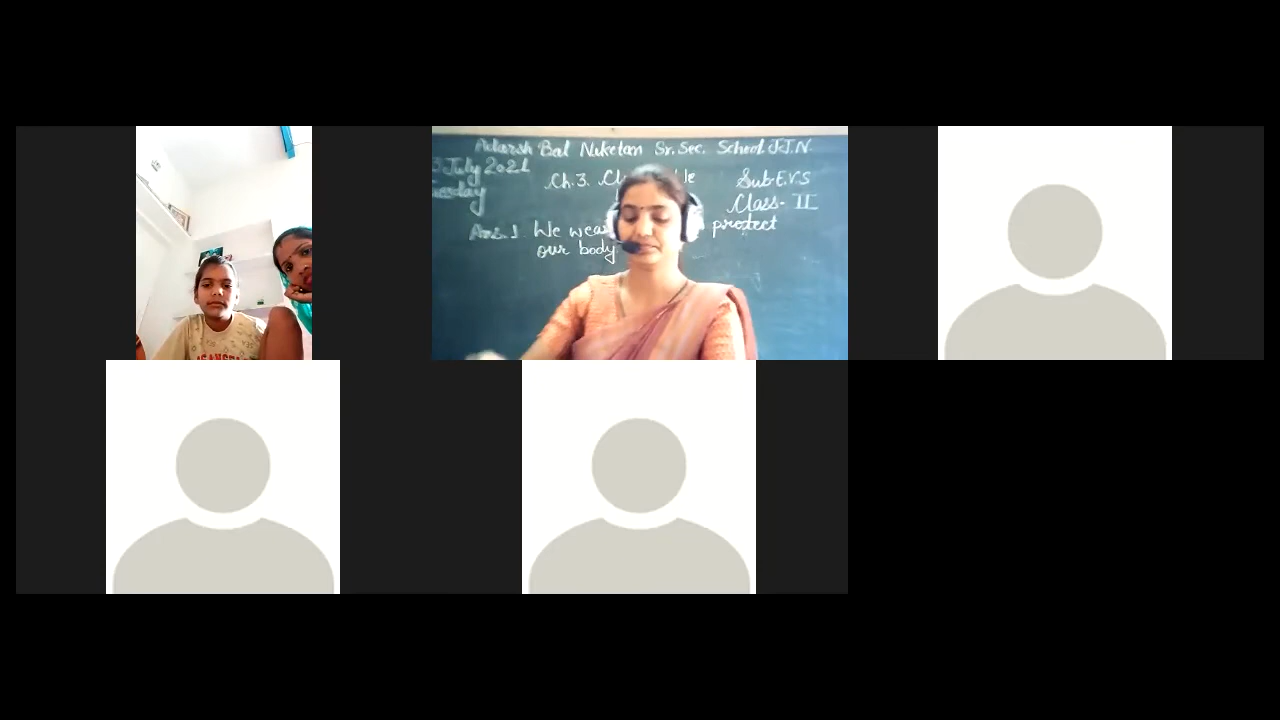 Adarsh Bal Niketan Sr. Sec. School J.J.N.
3 July 2021
Ch. 3. Sub-E.V.S
Class- II
Ans. 1. We wear protect
our body